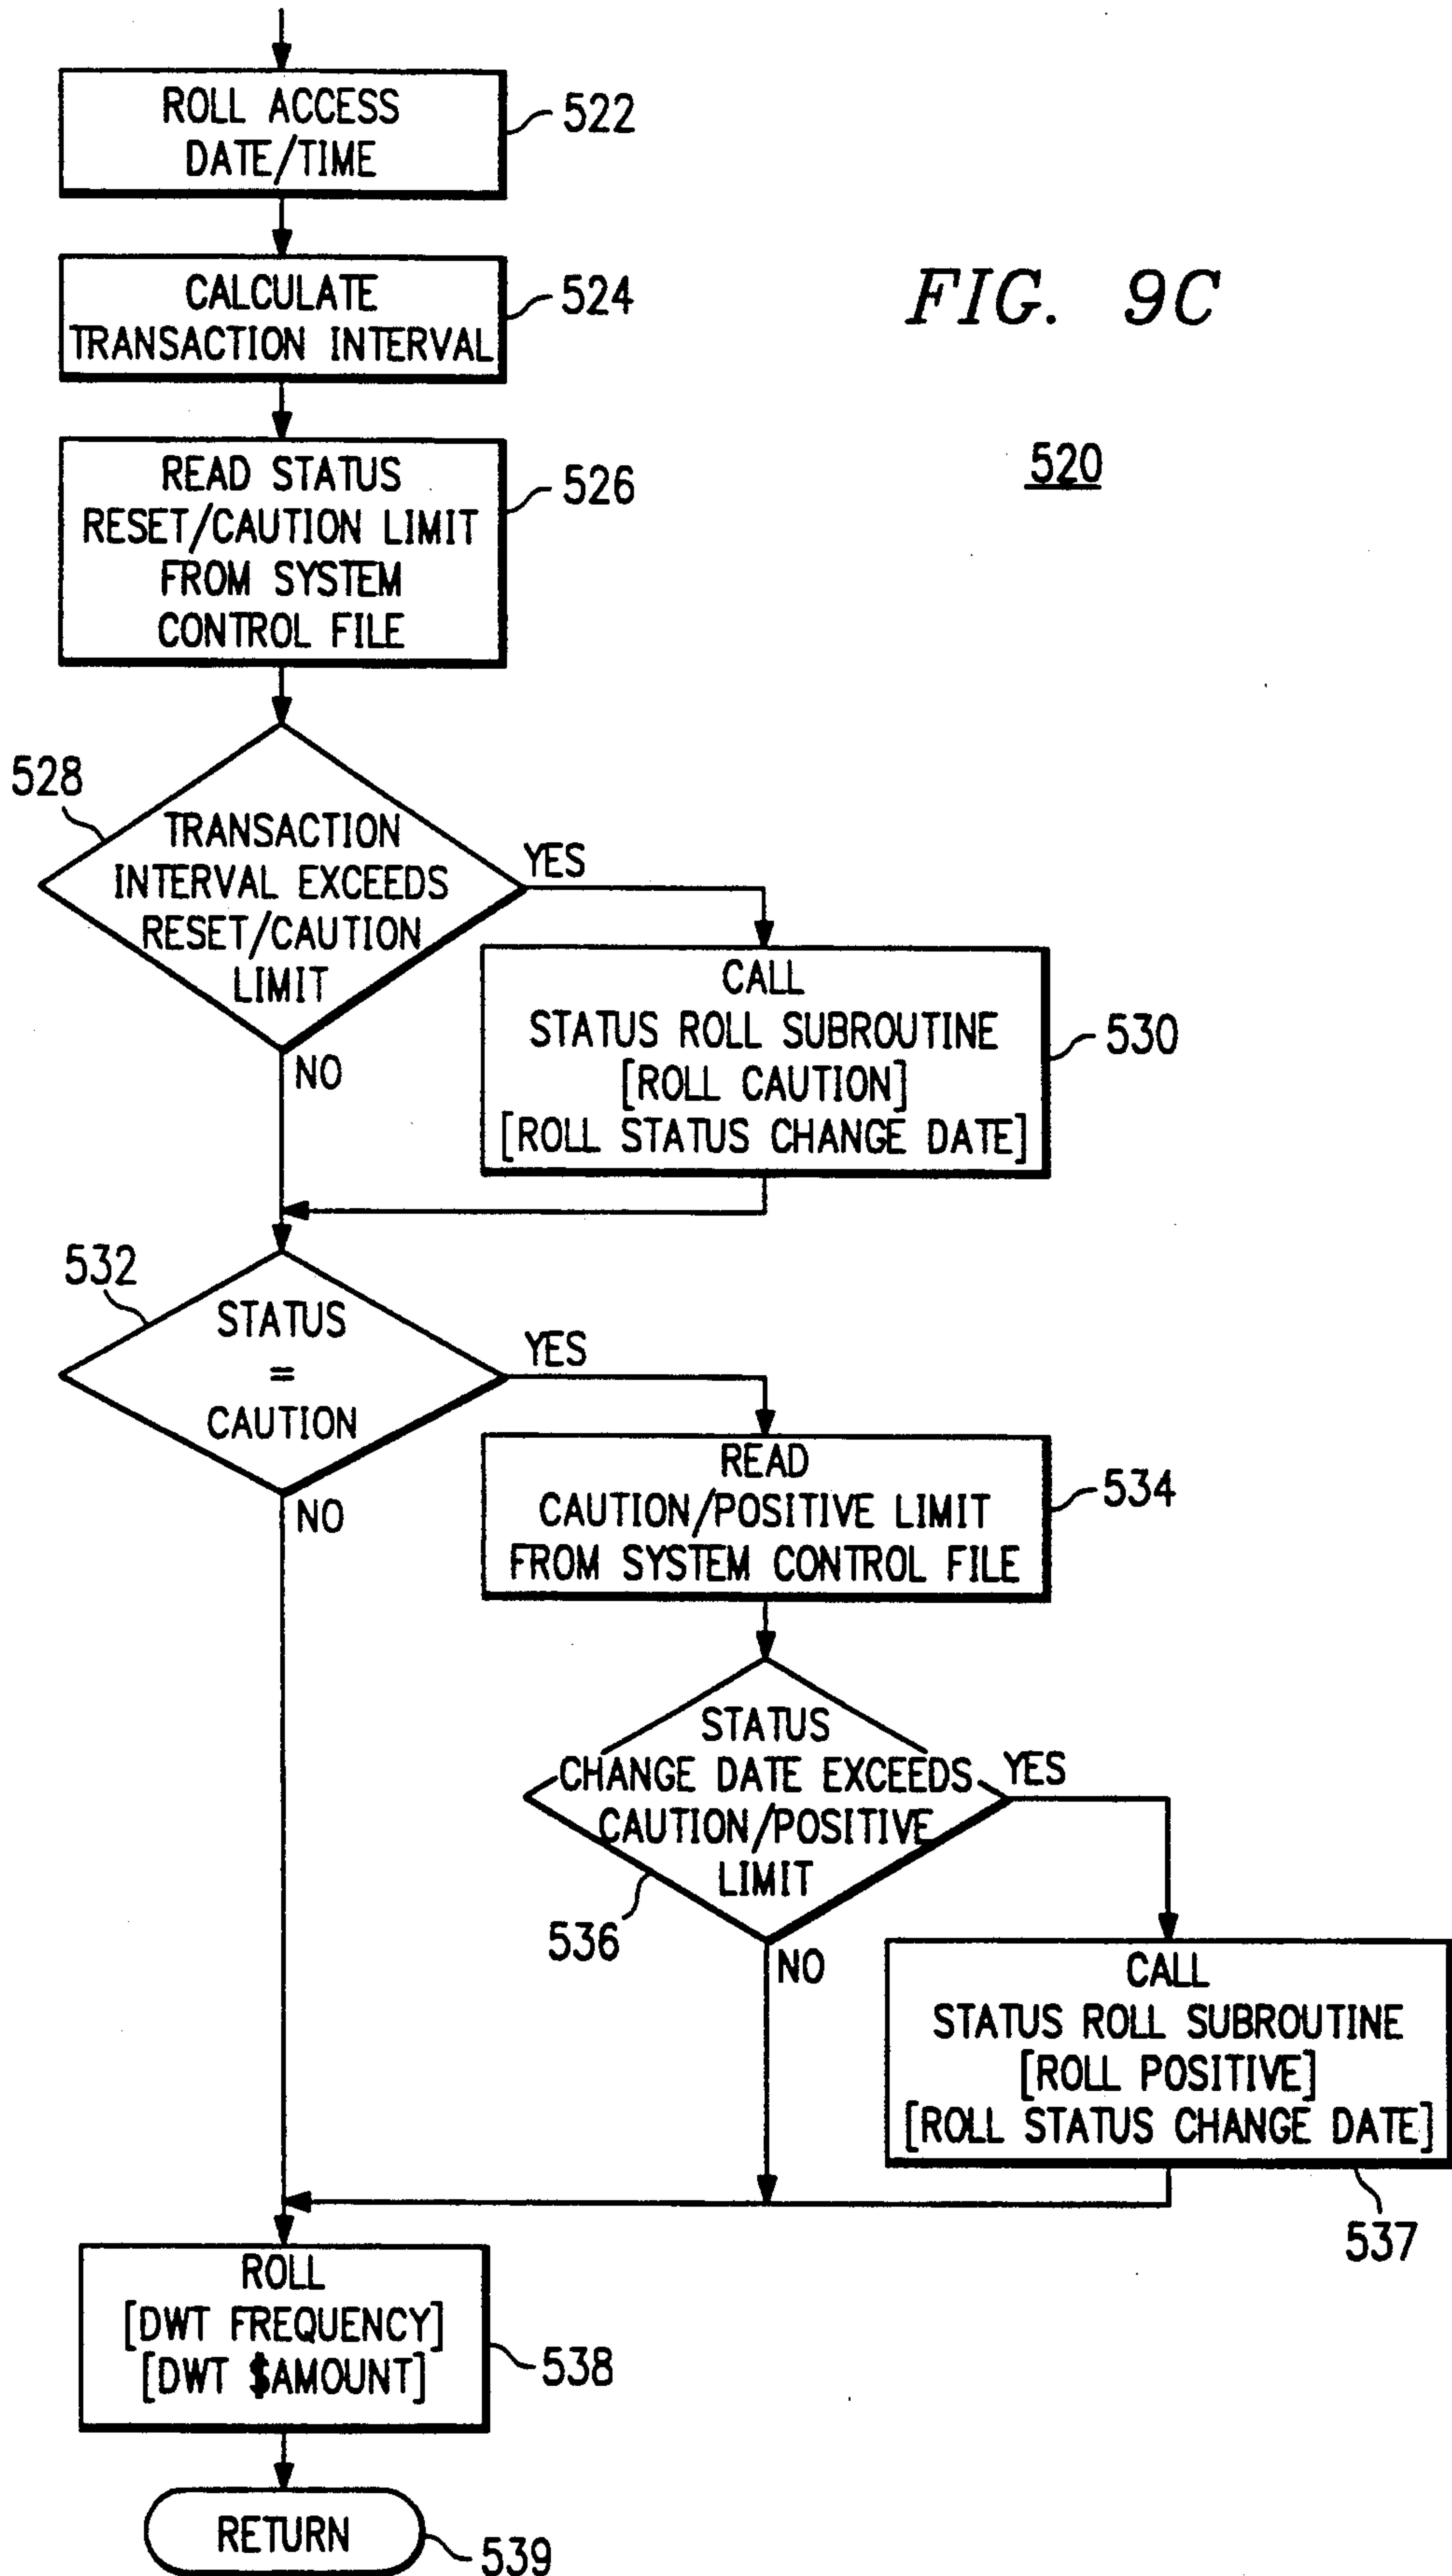 ROLL ACCESS
DATE/TIME
522
CALCULATE
TRANSACTION INTERVAL
524
FIG. 9C
READ STATUS
RESET/CAUTION LIMIT
FROM SYSTEM
CONTROL FILE
526
520
528
TRANSACTION
INTERVAL EXCEEDS
RESET/CAUTION
LIMIT
YES
NO
CALL
STATUS ROLL SUBROUTINE
[ROLL CAUTION]
[ROLL STATUS CHANGE DATE]
530
532
STATUS
=
CAUTION
YES
NO
READ
CAUTION/POSITIVE LIMIT
FROM SYSTEM CONTROL FILE
534
STATUS
CHANGE DATE EXCEEDS
CAUTION/POSITIVE
LIMIT
YES
536
NO
CALL
STATUS ROLL SUBROUTINE
[ROLL POSITIVE]
[ROLL STATUS CHANGE DATE]
537
ROLL
[DWT FREQUENCY]
[DWT $AMOUNT]
538
RETURN
539